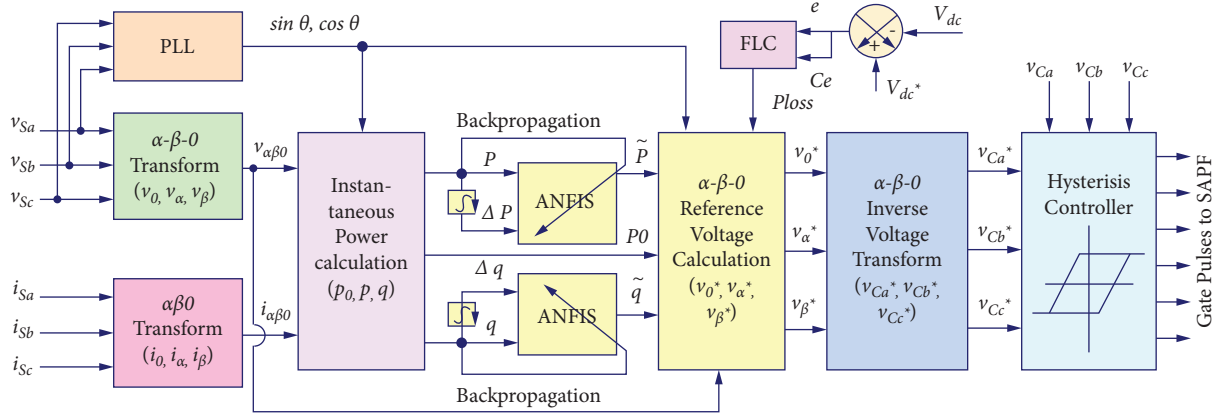 sin θ, cos θ
PLL
e
FLC
Ce
+
-
V_dc
V_dc*
Ploss
v_Sa
v_Sb
v_Sc
α-β-0
Transform
(v_0, v_α, v_β)
v_αβ0
i_Sa
i_Sb
i_Sc
αβ0
Transform
(i_0, i_α, i_β)
i_αβ0
Instan-
taneous
Power
calculation
(p_0, p, q)
Backpropagation
P
Δ P
ANFIS
P̃
P0
Δ q
q
ANFIS
q̃
Backpropagation
α-β-0
Reference
Voltage
Calculation
(v_0*, v_α*,
v_β*)
v_0*
v_α*
v_β*
α-β-0
Inverse
Voltage
Transform
(v_Ca*, v_Cb*,
v_Cc*)
v_Ca*
v_Cb*
v_Cc*
v_Ca
v_Cb
v_Cc
Hysterisis
Controller
Gate Pulses to SAPF